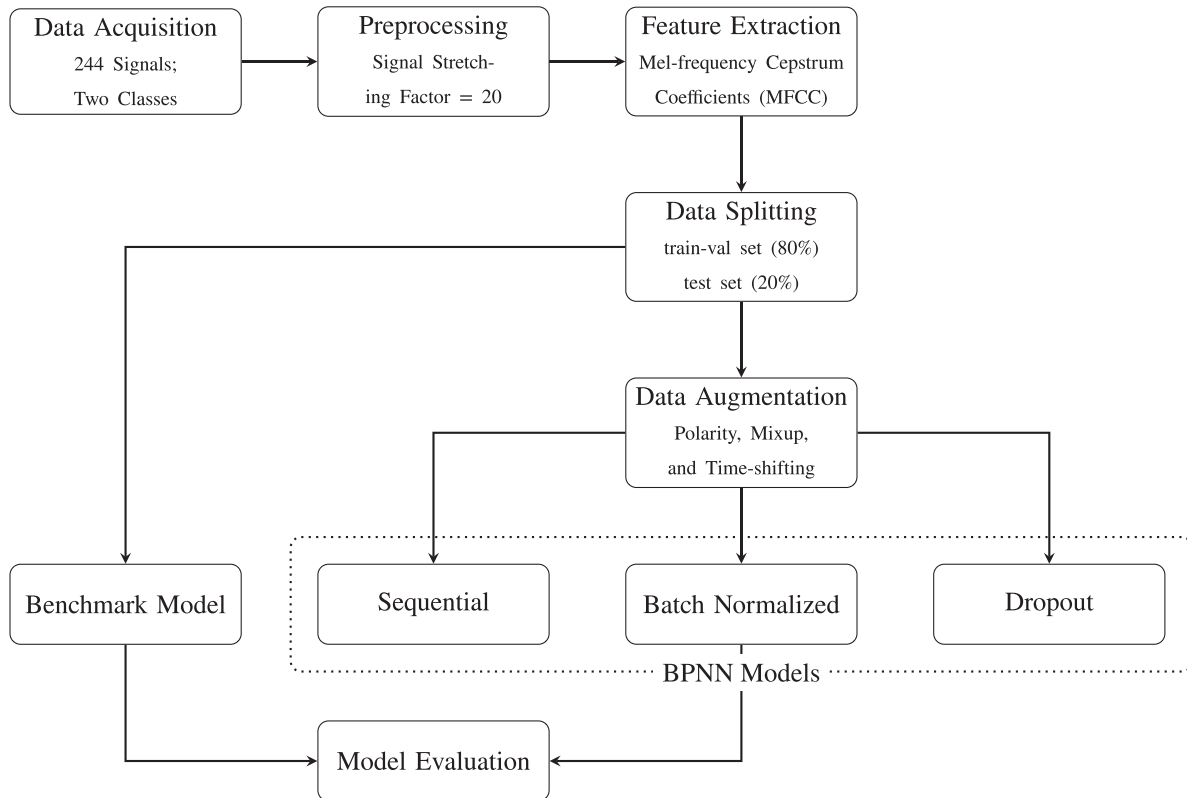 Data Acquisition
244 Signals;
Two Classes
Preprocessing
Signal Stretch-
ing Factor = 20
Feature Extraction
Mel-frequency Cepstrum
Coefficients (MFCC)
Data Splitting
train-val set (80%)
test set (20%)
Data Augmentation
Polarity, Mixup,
and Time-shifting
Benchmark Model
Sequential
Batch Normalized
Dropout
BPNN Models
Model Evaluation